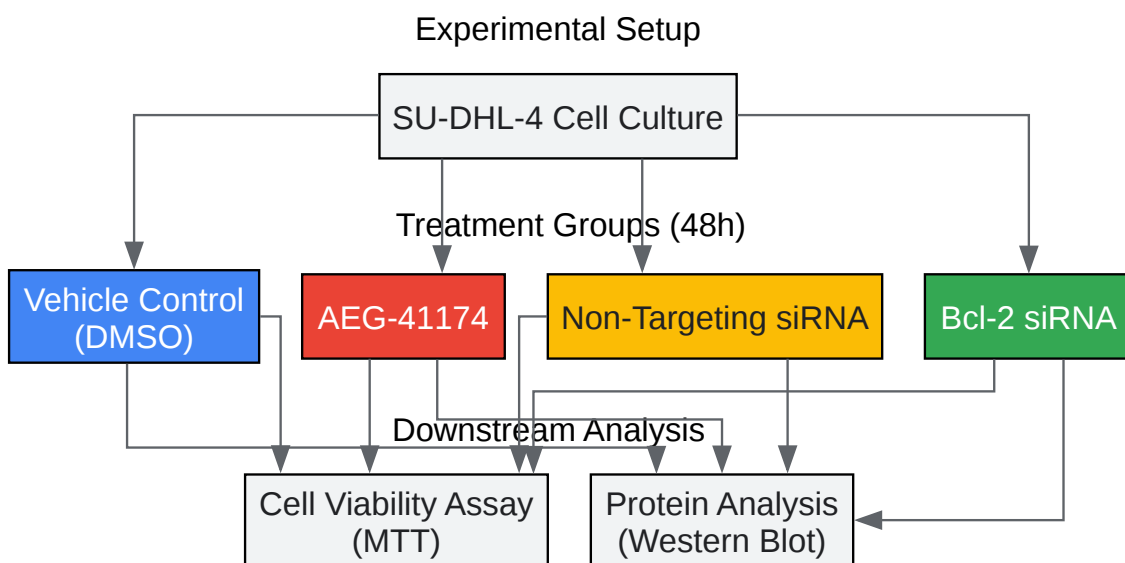 Experimental Setup
SU-DHL-4 Cell Culture
Treatment Groups (48h)
Vehicle Control
(DMSO)
AEG-41174
Non-Targeting siRNA
Bcl-2 siRNA
Downstream Analysis
Cell Viability Assay
(MTT)
Protein Analysis
(Western Blot)